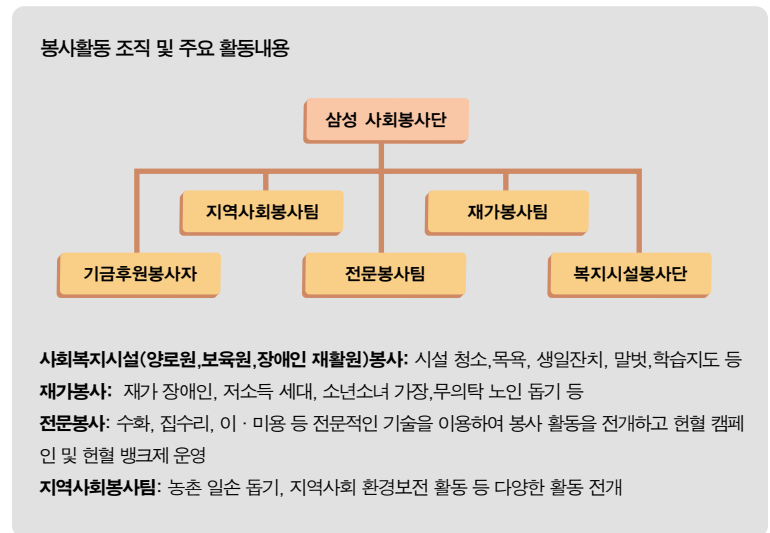 봉사활동 조직 및 주요 활동내용
삼성 사회봉사단
지역사회봉사팀
재가봉사팀
기금후원봉사자
전문봉사팀
복지시설봉사단
사회복지시설(양로원,보육원,장애인 재활원)봉사: 시설 청소,목욕, 생일잔치, 말벗,학습지도 등
재가봉사: 재가 장애인, 저소득 세대, 소년소녀 가장,무의탁 노인 돕기 등
전문봉사: 수화, 집수리, 이 · 미용 등 전문적인 기술을 이용하여 봉사 활동을 전개하고 헌혈 캠페
인 및 헌혈 뱅크제 운영
지역사회봉사팀: 농촌 일손 돕기, 지역사회 환경보전 활동 등 다양한 활동 전개